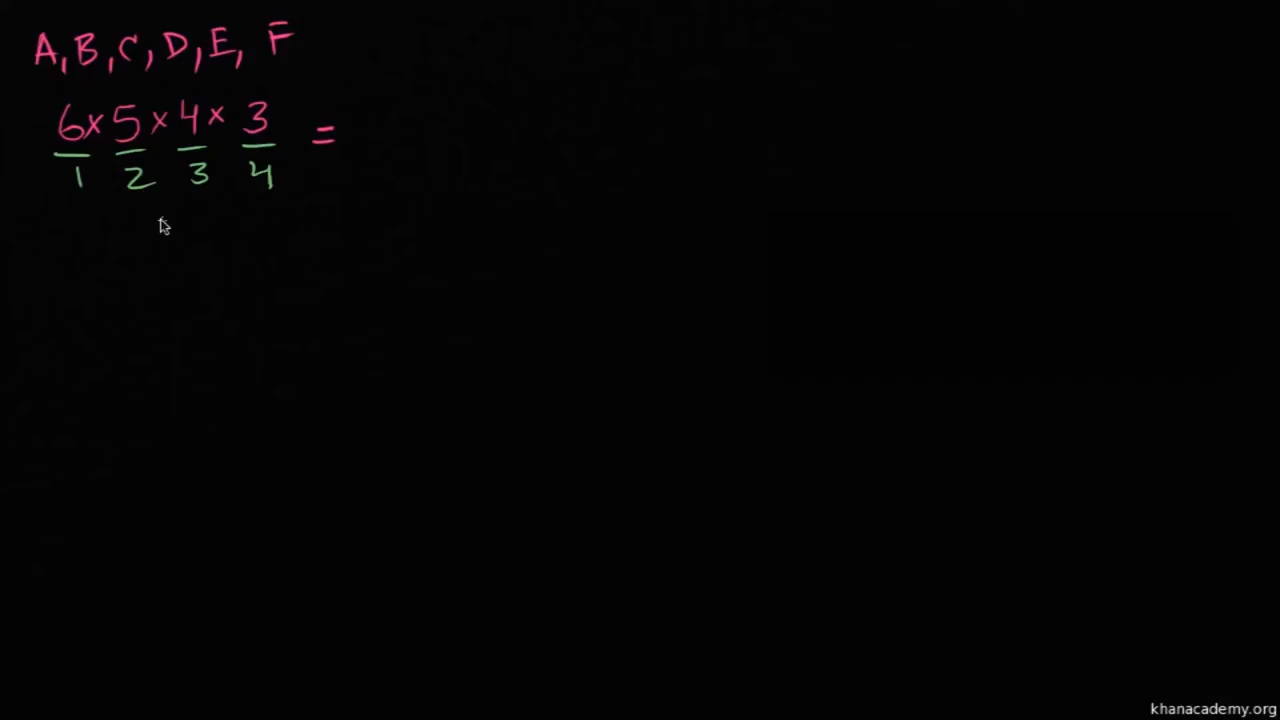 A, B, C, D, E, F
6 × 5 × 4 × 3 =
1 2 3 4
khanacademy.org